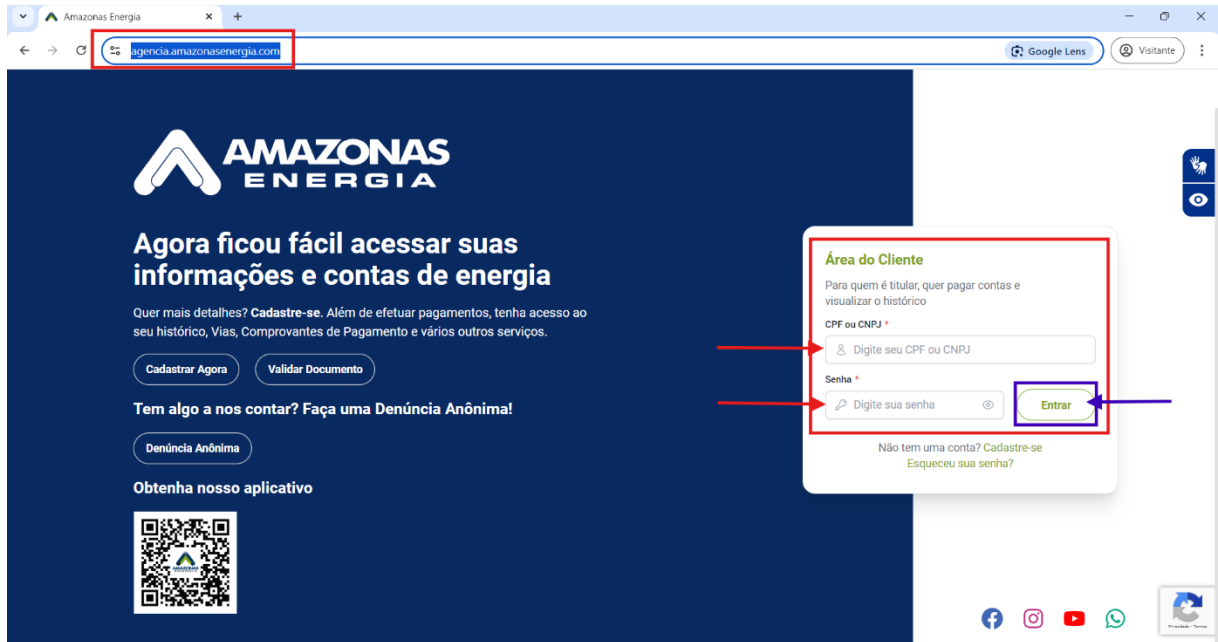 Amazonas Energia
agencia.amazonasenergia.com
Google Lens
Visitante
AMAZONAS
ENERGIA
Agora ficou fácil acessar suas
informações e contas de energia
Quer mais detalhes? Cadastre-se. Além de efetuar pagamentos, tenha acesso ao
seu histórico, Vias, Comprovantes de Pagamento e vários outros serviços.
Cadastrar Agora
Validar Documento
Tem algo a nos contar? Faça uma Denúncia Anônima!
Denúncia Anônima
Obtenha nosso aplicativo
Área do Cliente
Para quem é titular, quer pagar contas e
visualizar o histórico
CPF ou CNPJ *
Digite seu CPF ou CNPJ
Senha *
Digite sua senha
Entrar
Não tem uma conta? Cadastre-se
Esqueceu sua senha?
Privacidade - Termos